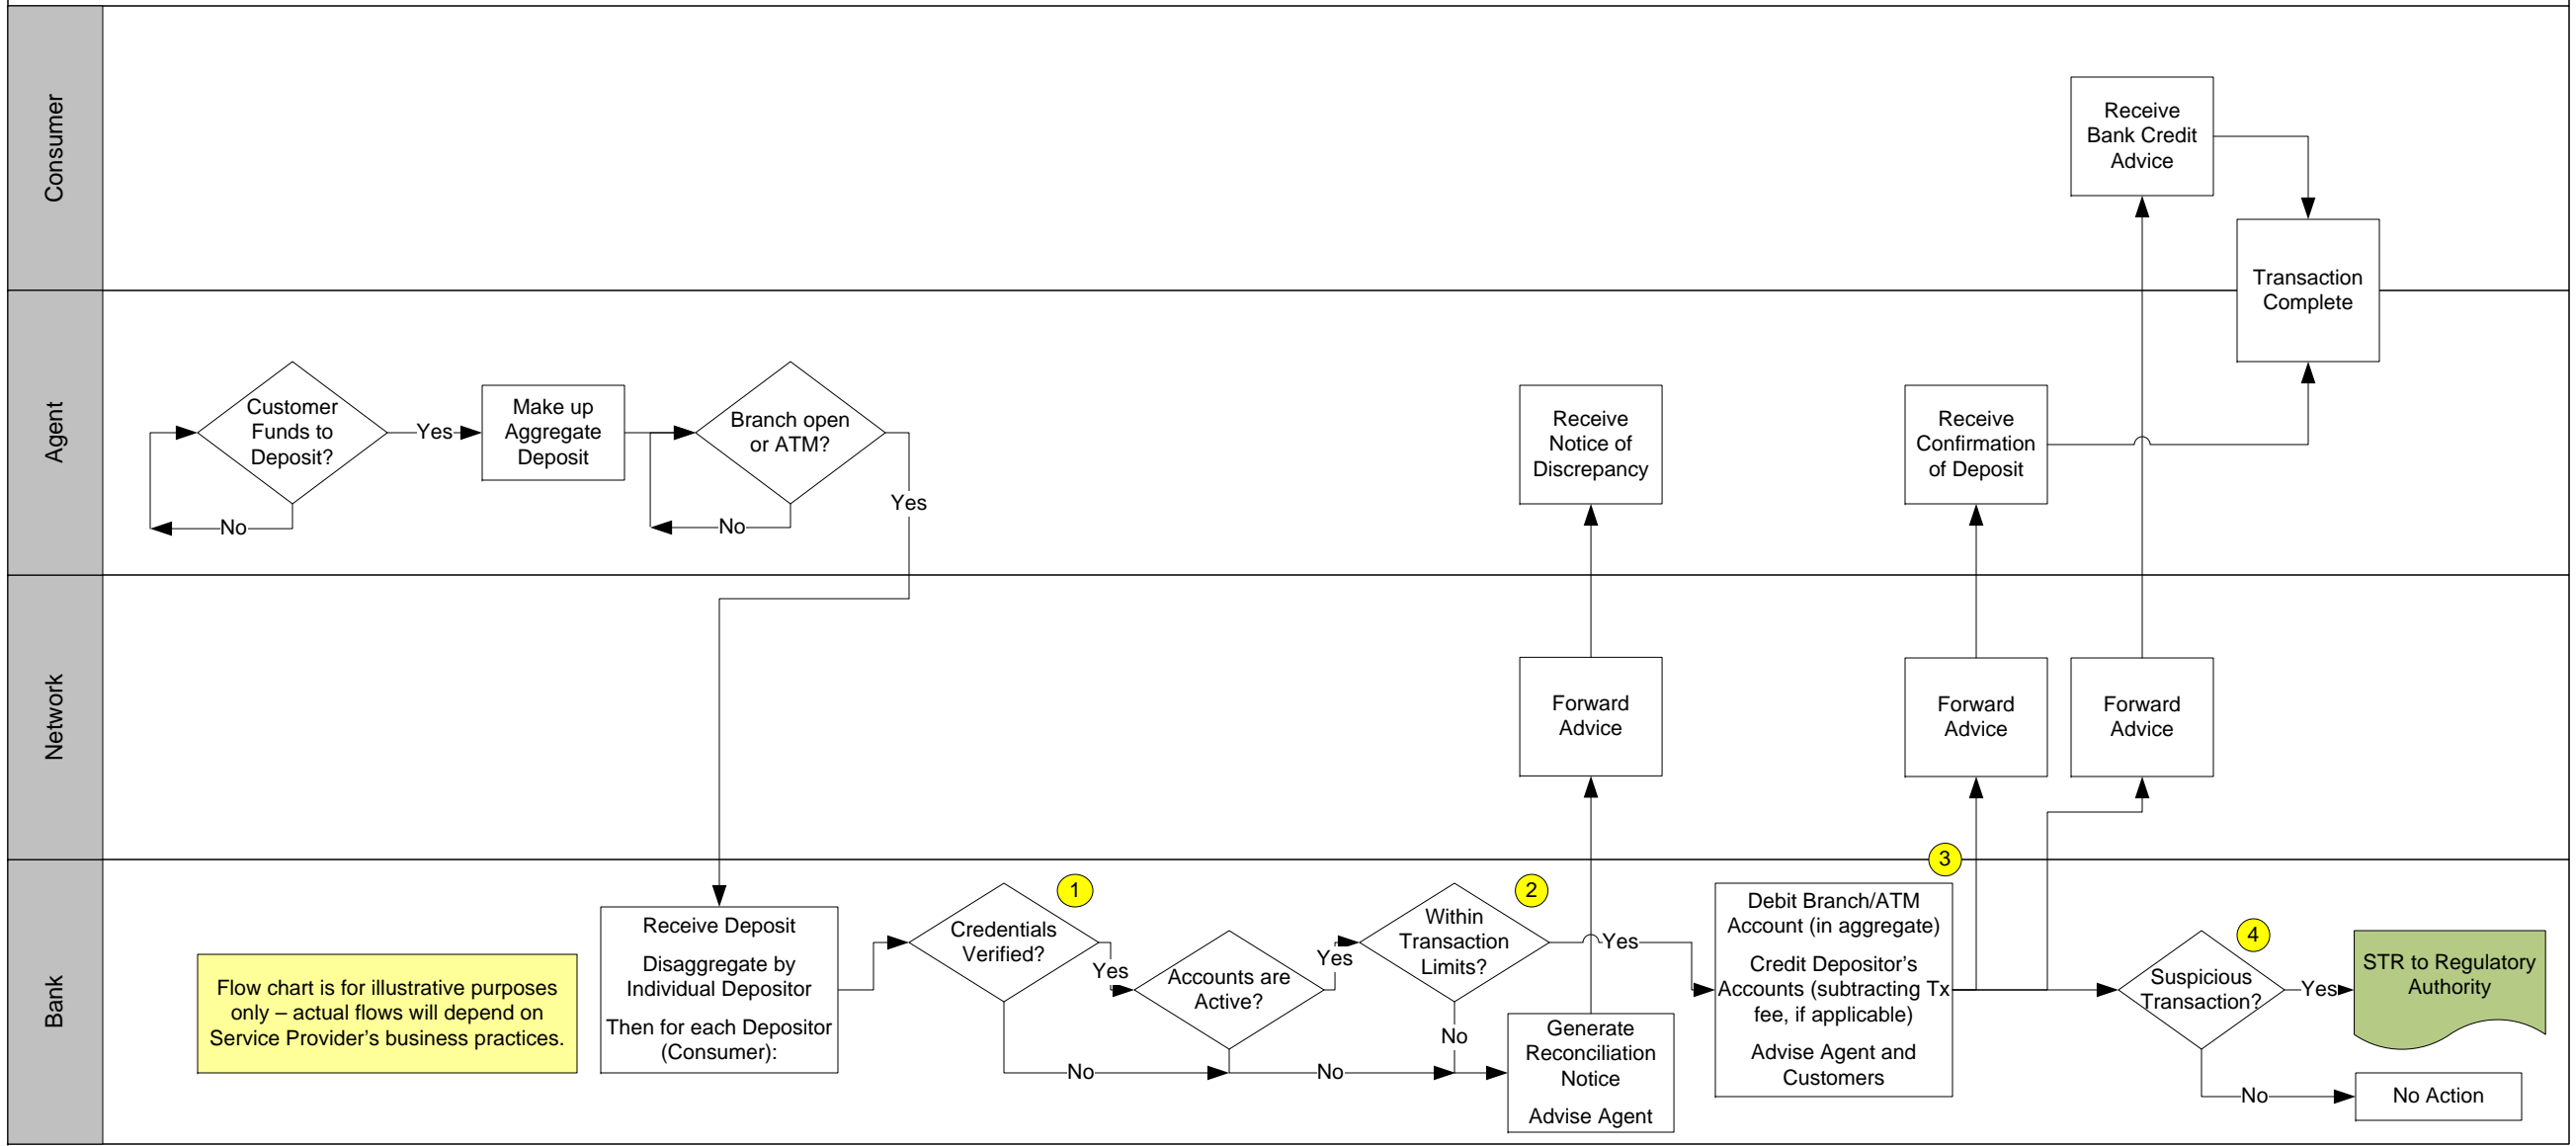 Consumer
Receive
Bank Credit
Advice
Transaction
Complete
Agent
Customer
Funds to
Deposit?
Yes
No
Make up
Aggregate
Deposit
Branch open
or ATM?
No
Yes
Receive
Notice of
Discrepancy
Receive
Confirmation
of Deposit
Network
Forward
Advice
Forward
Advice
Forward
Advice
Bank
Flow chart is for illustrative purposes
only – actual flows will depend on
Service Provider’s business practices.
Receive Deposit
Disaggregate by
Individual Depositor
Then for each Depositor
(Consumer):
1
Credentials
Verified?
Yes
No
Accounts are
Active?
Yes
No
2
Within
Transaction
Limits?
Yes
No
Generate
Reconciliation
Notice
Advise Agent
3
Debit Branch/ATM
Account (in aggregate)
Credit Depositor’s
Accounts (subtracting Tx
fee, if applicable)
Advise Agent and
Customers
4
Suspicious
Transaction?
Yes
No
STR to Regulatory
Authority
No Action